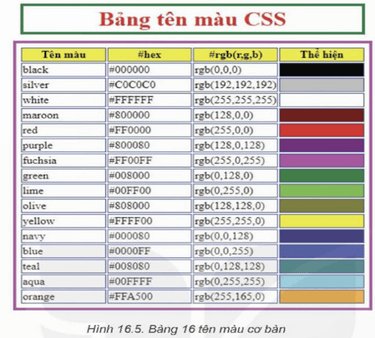 Bảng tên màu CSS
Tên màu #hex #rgb(r,g,b) Thể hiện
black #000000 rgb(0,0,0)
silver #C0C0C0 rgb(192,192,192)
white #FFFFFF rgb(255,255,255)
maroon #800000 rgb(128,0,0)
red #FF0000 rgb(255,0,0)
purple #800080 rgb(128,0,128)
fuchsia #FF00FF rgb(255,0,255)
green #008000 rgb(0,128,0)
lime #00FF00 rgb(0,255,0)
olive #808000 rgb(128,128,0)
yellow #FFFF00 rgb(255,255,0)
navy #000080 rgb(0,0,128)
blue #0000FF rgb(0,0,255)
teal #008080 rgb(0,128,128)
aqua #00FFFF rgb(0,255,255)
orange #FFA500 rgb(255,165,0)
Hình 16.5. Bảng 16 tên màu cơ bản